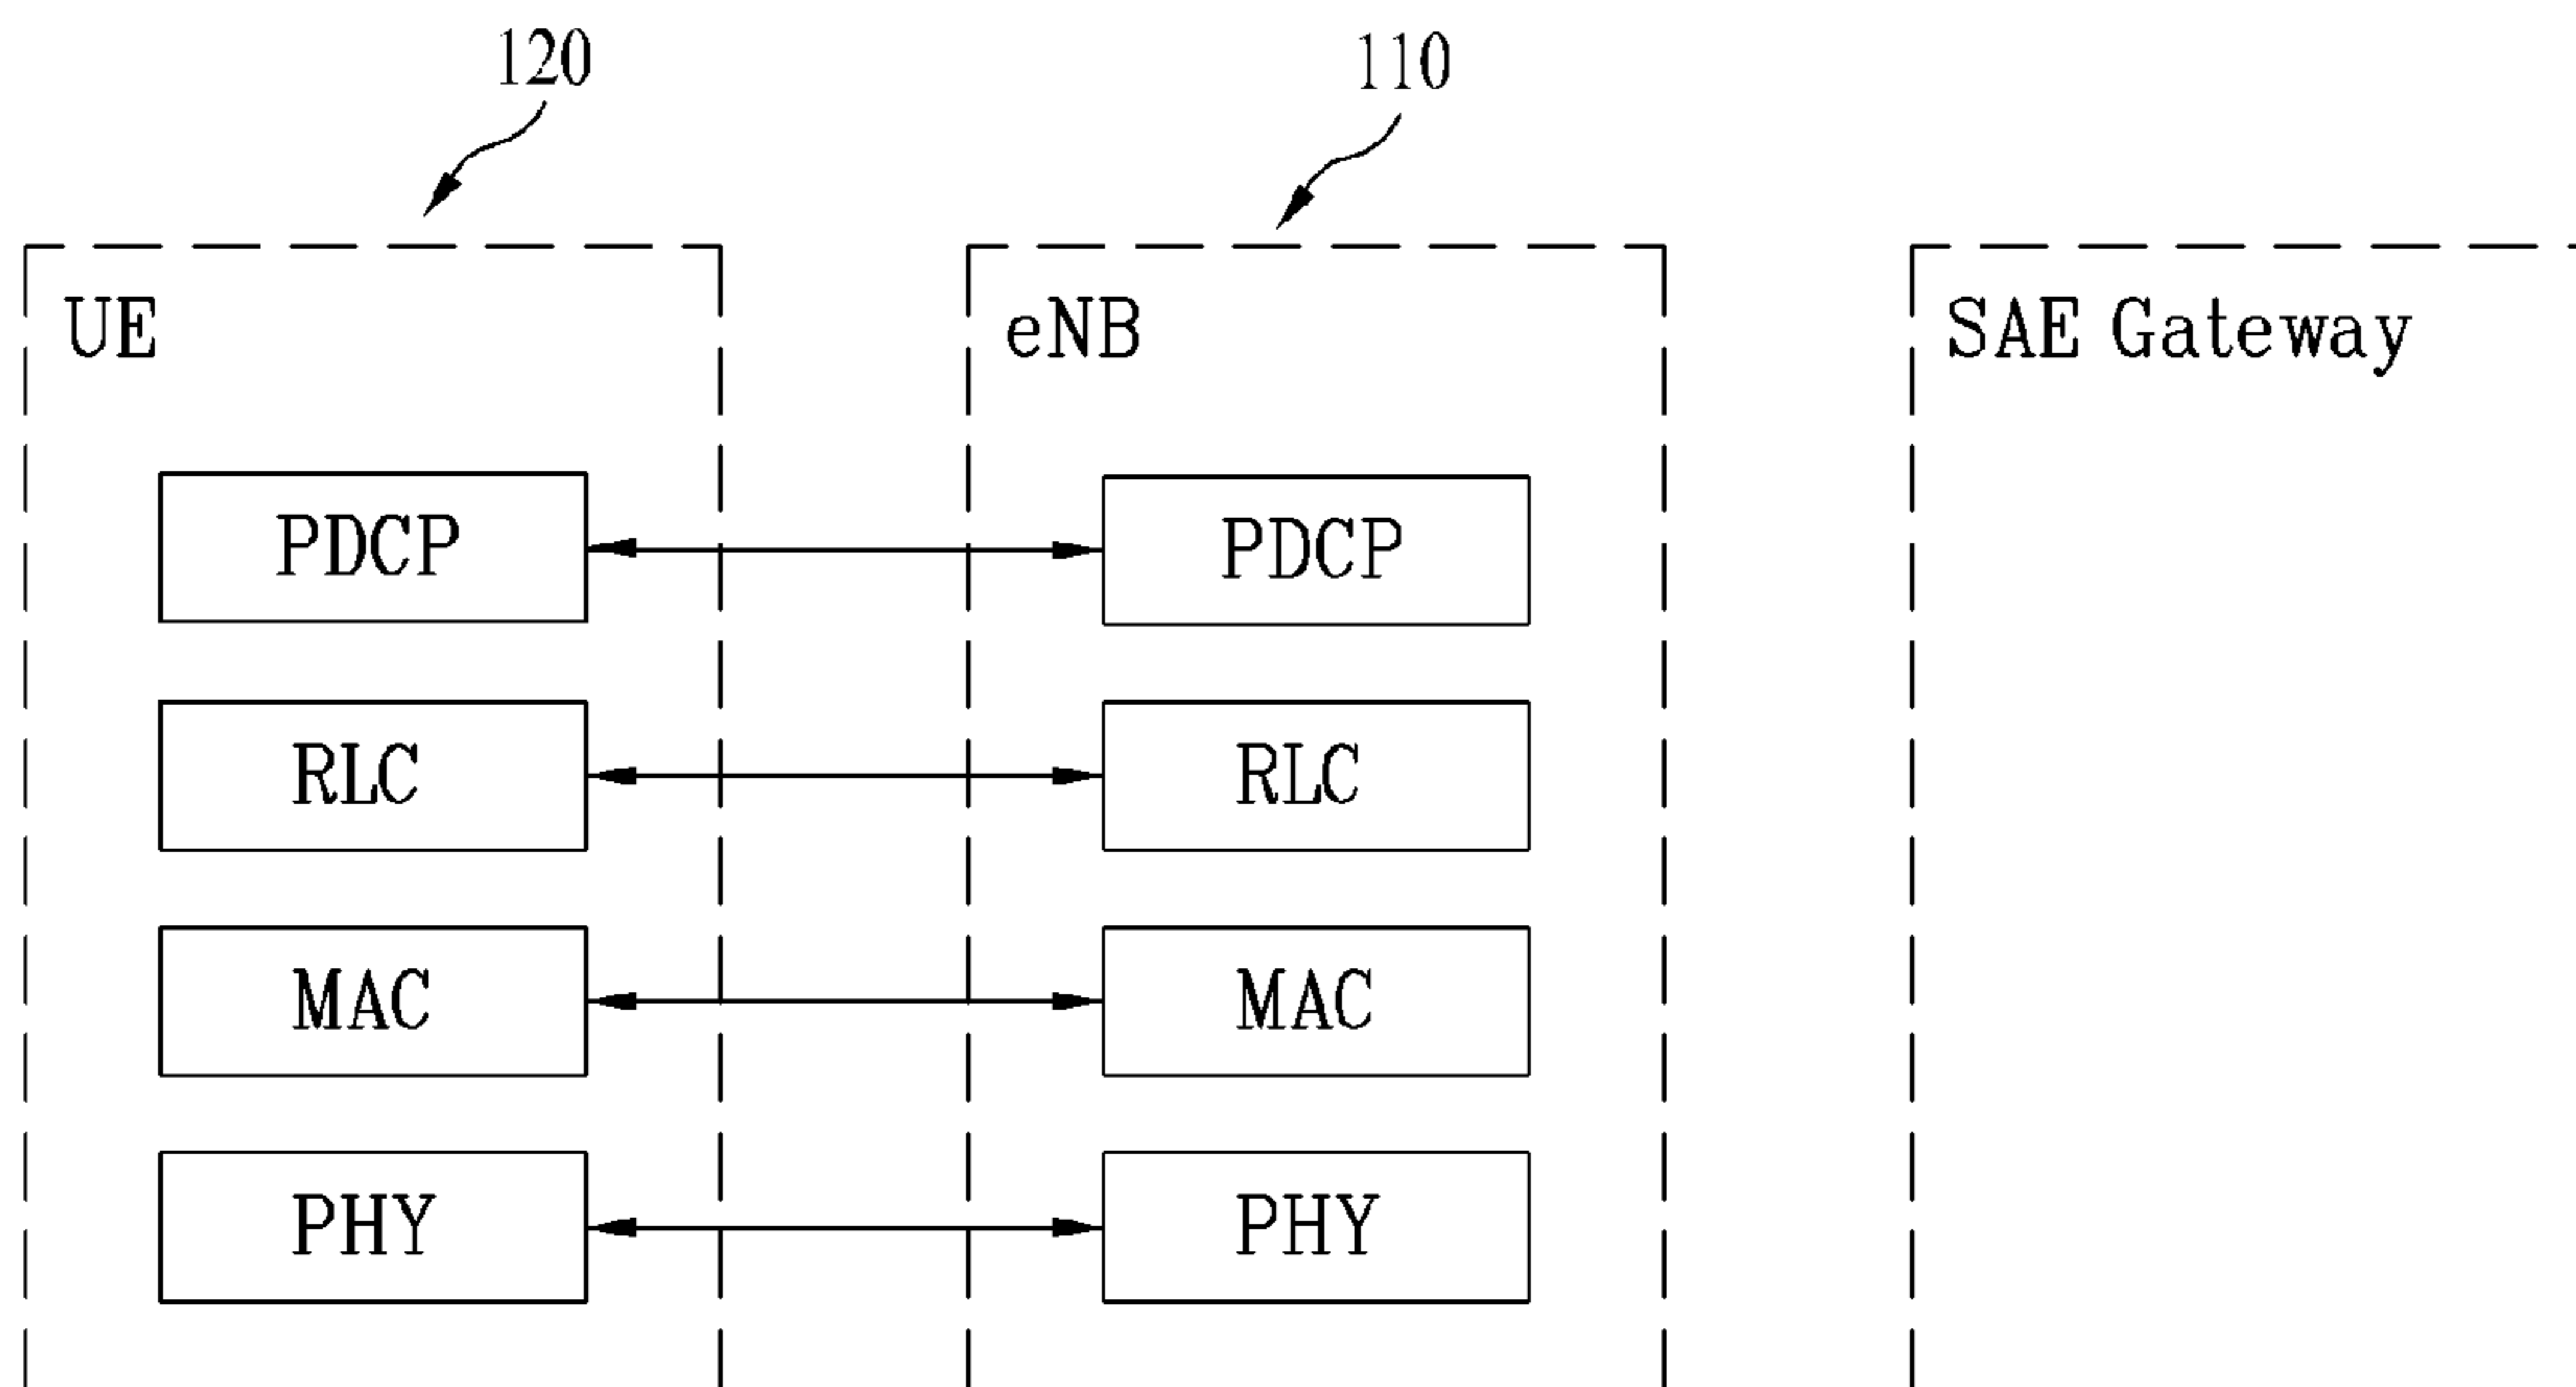 120 110
UE eNB SAE Gateway
PDCP PDCP
RLC RLC
MAC MAC
PHY PHY